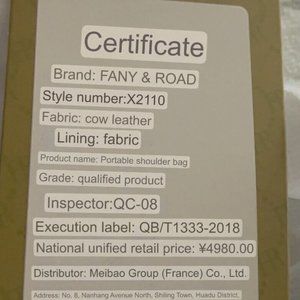 Certificate
Brand: FANY & ROAD
Style number:X2110
Fabric: cow leather
Lining: fabric
Product name: Portable shoulder bag
Grade: qualified product
Inspector:QC-08
Execution label: QB/T1333-2018
National unified retail price: ¥4980.00
Distributor: Meibao Group (France) Co., Ltd.
Address: No. 8, Nanhang Avenue North, Shiling Town, Huadu District,